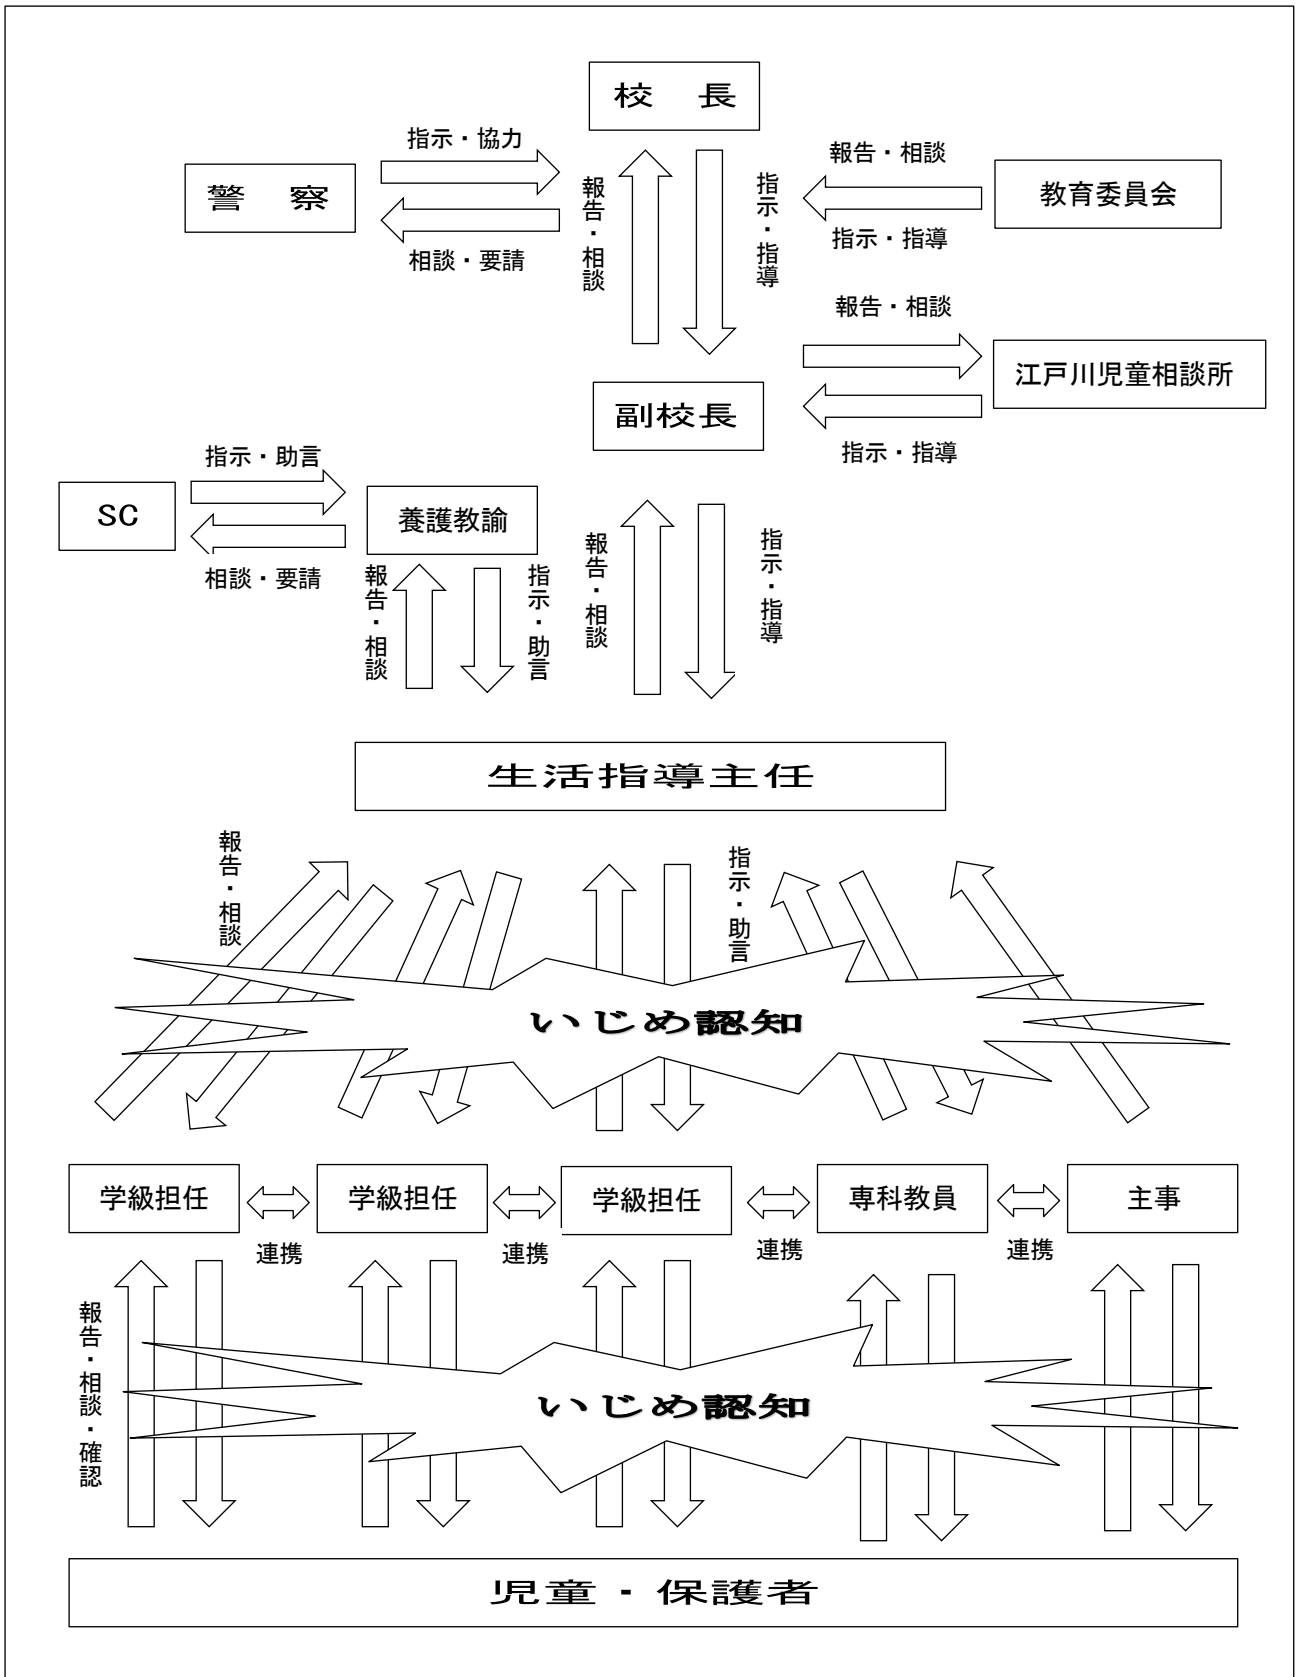 校　長
指示・協力
報告・相談
警　察
教育委員会
報告・相談
指示・指導
相談・要請
指示・指導
報告・相談
江戸川児童相談所
副校長
指示・指導
指示・助言
SC
養護教諭
相談・要請
報告・相談
指示・助言
報告・相談
指示・指導
生活指導主任
報告・相談
指示・助言
いじめ認知
学級担任
学級担任
学級担任
専科教員
主事
連携
連携
連携
連携
報告・相談・確認
いじめ認知
児童・保護者